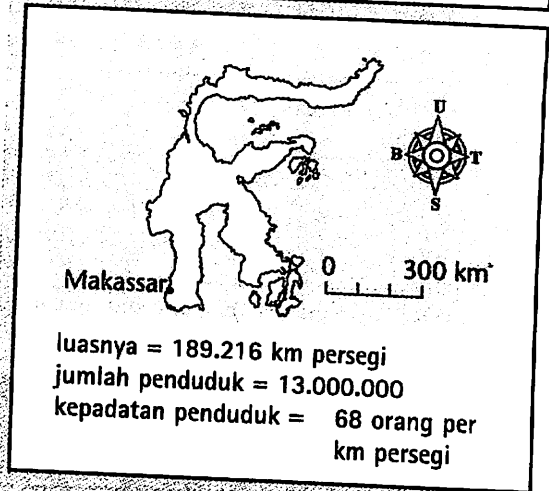 U
B T
S
0 300 km
Makassar
luasnya = 189.216 km persegi
jumlah penduduk = 13.000.000
kepadatan penduduk = 68 orang per
km persegi